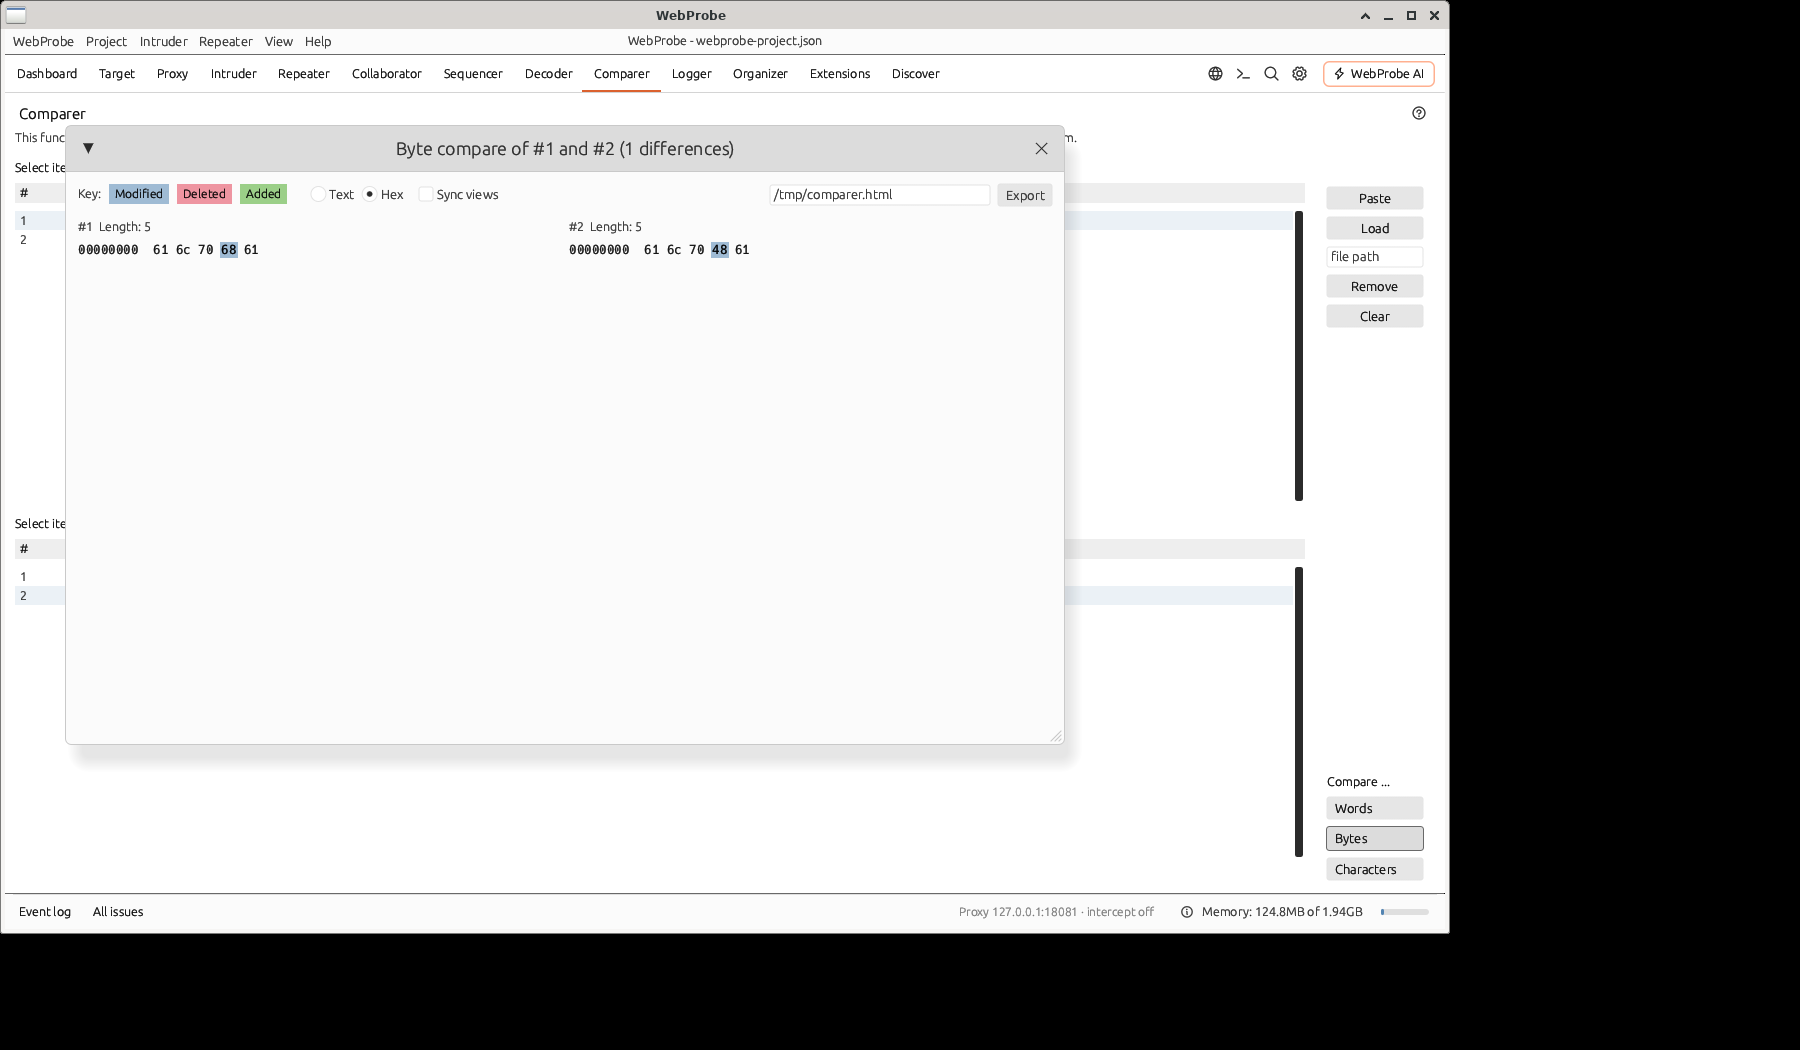 WebProbe
WebProbe Project Intruder Repeater View Help WebProbe - webprobe-project.json
Dashboard Target Proxy Intruder Repeater Collaborator Sequencer Decoder Comparer Logger Organizer Extensions Discover WebProbe AI
Comparer
This func m.
Byte compare of #1 and #2 (1 differences)
Select ite
Key: Modified Deleted Added Text Hex Sync views /tmp/comparer.html Export
#
Paste
1
2
#1 Length: 5 #2 Length: 5
Load
00000000 61 6c 70 68 61 00000000 61 6c 70 48 61
file path
Remove
Clear
Select ite
#
1
2
Compare ...
Words
Bytes
Characters
Event log All issues Proxy 127.0.0.1:18081 · intercept off Memory: 124.8MB of 1.94GB